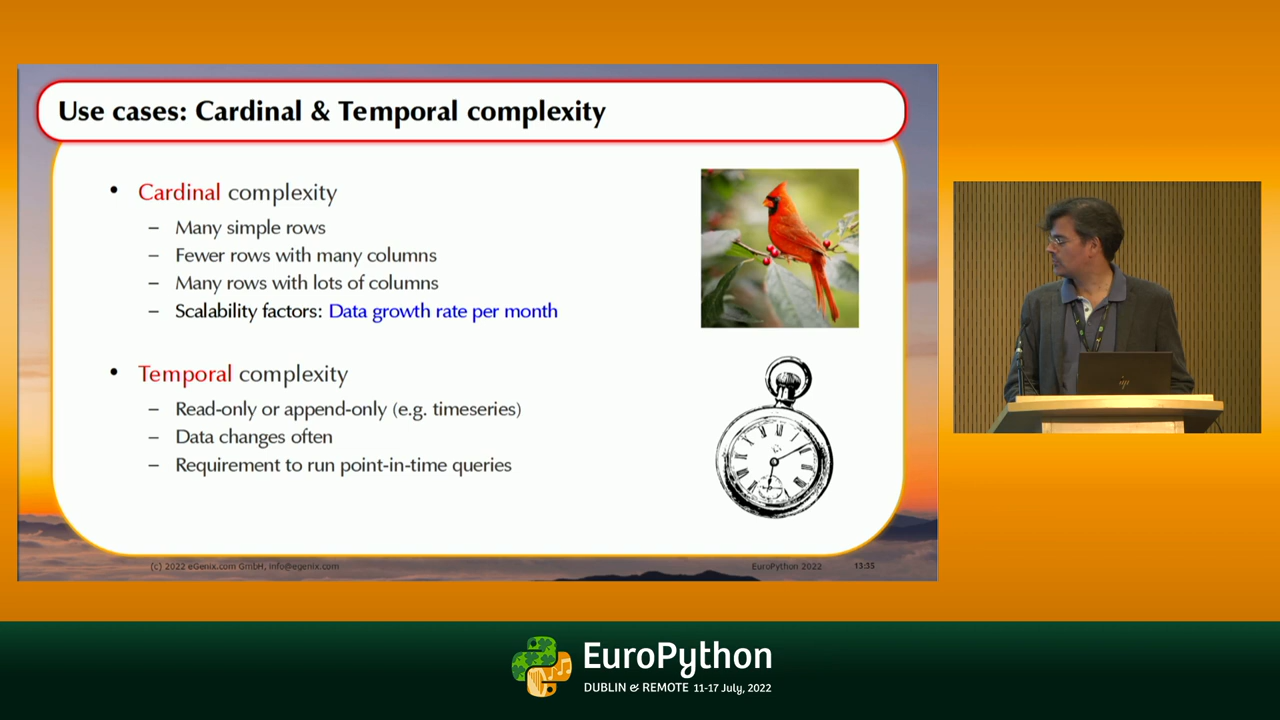 Use cases: Cardinal & Temporal complexity
• Cardinal complexity
– Many simple rows
– Fewer rows with many columns
– Many rows with lots of columns
– Scalability factors: Data growth rate per month
• Temporal complexity
– Read-only or append-only (e.g. timeseries)
– Data changes often
– Requirement to run point-in-time queries
(c) 2022 eGenix.com GmbH, info@egenix.com
EuroPython 2022
13:35
hp
EuroPython
DUBLIN & REMOTE 11-17 July, 2022